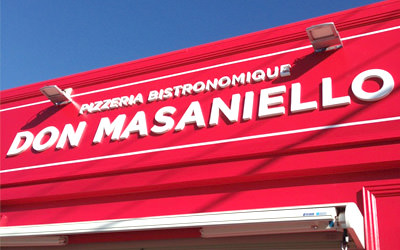 PIZZERIA BISTRONOMIQUE
DON MASANIELLO